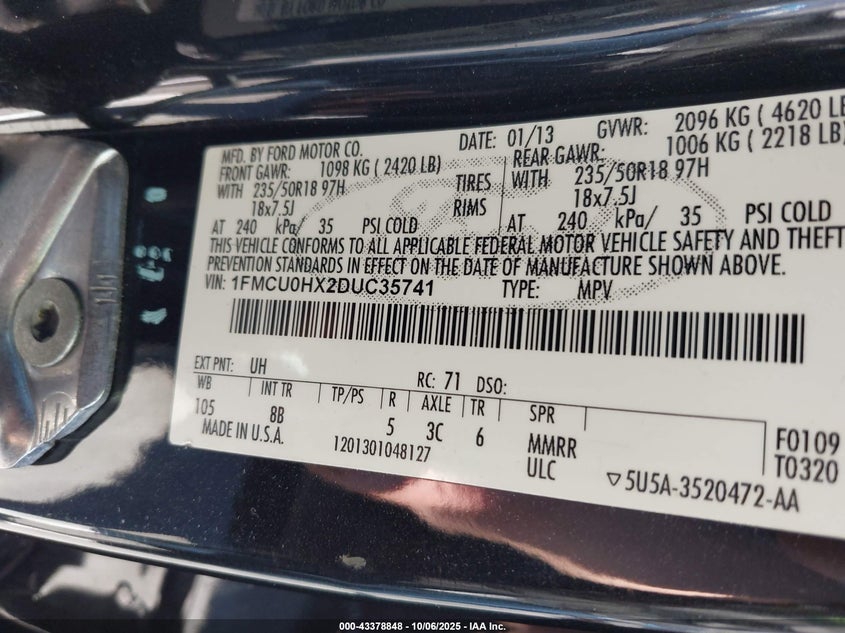 MFD. BY FORD MOTOR CO.
DATE: 01/13 GVWR: 2096 KG ( 4620 LB
FRONT GAWR: 1098 KG ( 2420 LB) REAR GAWR: 1006 KG ( 2218 LB)
WITH 235/50R18 97H TIRES WITH 235/50R18 97H
18x7.5J RIMS 18x7.5J
AT 240 kPa/ 35 PSI COLD AT 240 kPa/ 35 PSI COLD
THIS VEHICLE CONFORMS TO ALL APPLICABLE FEDERAL MOTOR VEHICLE SAFETY AND THEFT
PREVENTION STANDARDS IN EFFECT ON THE DATE OF MANUFACTURE SHOWN ABOVE.
VIN: 1FMCU0HX2DUC35741 TYPE: MPV
EXT PNT: UH RC: 71 DSO:
WB INT TR TP/PS R AXLE TR SPR
105 8B 5 3C 6 MMRR F0109
MADE IN U.S.A. 1201301048127 ULC T0320
5U5A-3520472-AA
000-43378848 - 10/06/2025 - IAA Inc.